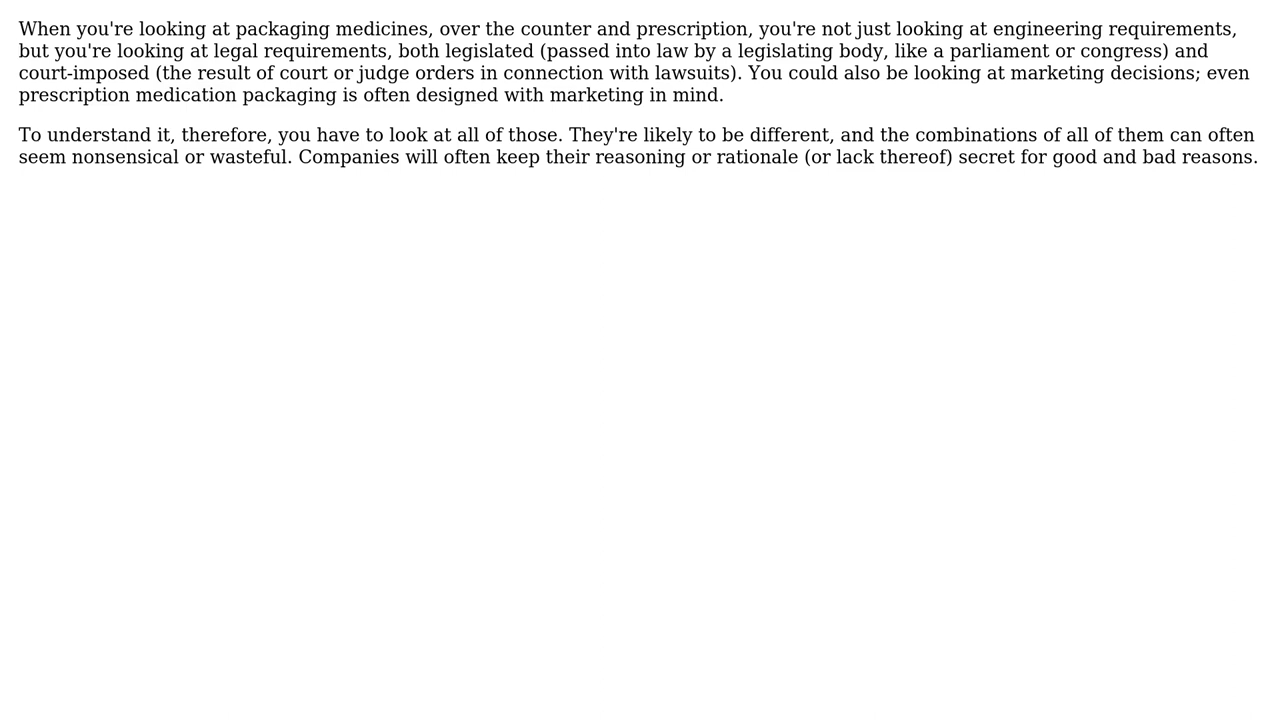 When you're looking at packaging medicines, over the counter and prescription, you're not just looking at engineering requirements,
but you're looking at legal requirements, both legislated (passed into law by a legislating body, like a parliament or congress) and
court-imposed (the result of court or judge orders in connection with lawsuits). You could also be looking at marketing decisions; even
prescription medication packaging is often designed with marketing in mind.
To understand it, therefore, you have to look at all of those. They're likely to be different, and the combinations of all of them can often
seem nonsensical or wasteful. Companies will often keep their reasoning or rationale (or lack thereof) secret for good and bad reasons.